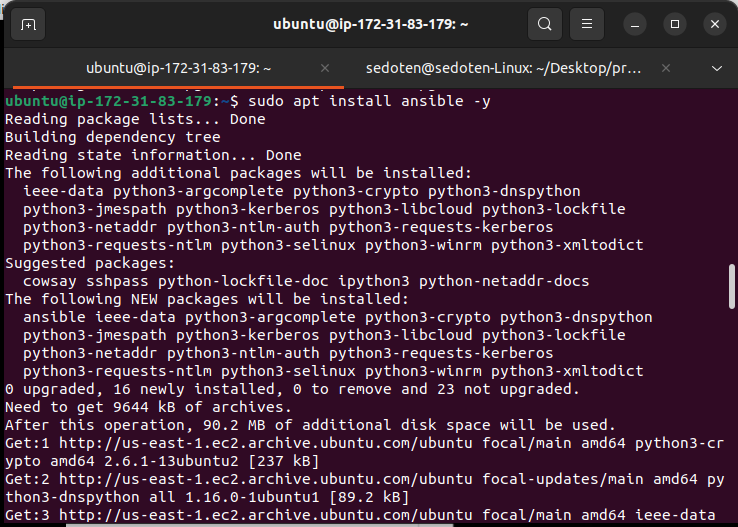 ubuntu@ip-172-31-83-179: ~
ubuntu@ip-172-31-83-179: ~
sedoten@sedoten-Linux: ~/Desktop/pr…
ubuntu@ip-172-31-83-179:~$ sudo apt install ansible -y
Reading package lists... Done
Building dependency tree
Reading state information... Done
The following additional packages will be installed:
ieee-data python3-argcomplete python3-crypto python3-dnspython
python3-jmespath python3-kerberos python3-libcloud python3-lockfile
python3-netaddr python3-ntlm-auth python3-requests-kerberos
python3-requests-ntlm python3-selinux python3-winrm python3-xmltodict
Suggested packages:
cowsay sshpass python-lockfile-doc ipython3 python-netaddr-docs
The following NEW packages will be installed:
ansible ieee-data python3-argcomplete python3-crypto python3-dnspython
python3-jmespath python3-kerberos python3-libcloud python3-lockfile
python3-netaddr python3-ntlm-auth python3-requests-kerberos
python3-requests-ntlm python3-selinux python3-winrm python3-xmltodict
0 upgraded, 16 newly installed, 0 to remove and 23 not upgraded.
Need to get 9644 kB of archives.
After this operation, 90.2 MB of additional disk space will be used.
Get:1 http://us-east-1.ec2.archive.ubuntu.com/ubuntu focal/main amd64 python3-cr
ypto amd64 2.6.1-13ubuntu2 [237 kB]
Get:2 http://us-east-1.ec2.archive.ubuntu.com/ubuntu focal-updates/main amd64 py
thon3-dnspython all 1.16.0-1ubuntu1 [89.2 kB]
Get:3 http://us-east-1.ec2.archive.ubuntu.com/ubuntu focal/main amd64 ieee-data